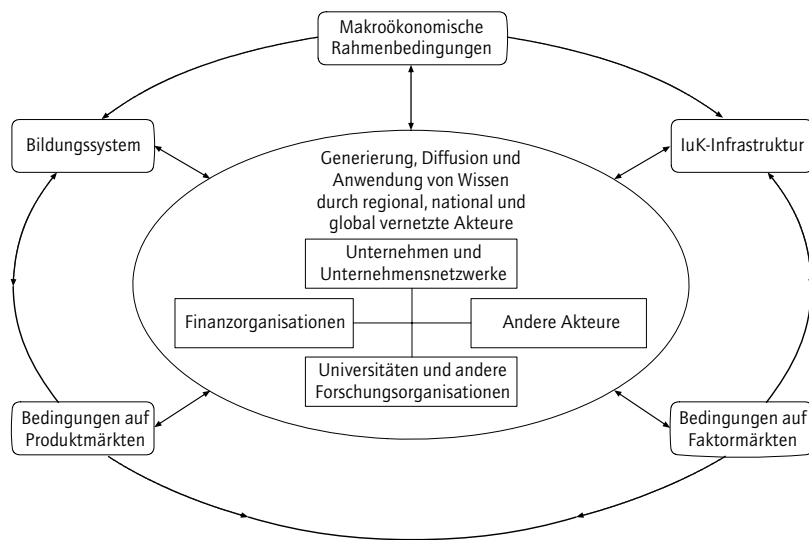 Makroökonomische
Rahmenbedingungen
Bildungssystem
IuK-Infrastruktur
Generierung, Diffusion und
Anwendung von Wissen
durch regional, national und
global vernetzte Akteure
Unternehmen und
Unternehmensnetzwerke
Finanzorganisationen
Andere Akteure
Universitäten und andere
Forschungsorganisationen
Bedingungen auf
Produktmärkten
Bedingungen auf
Faktormärkten